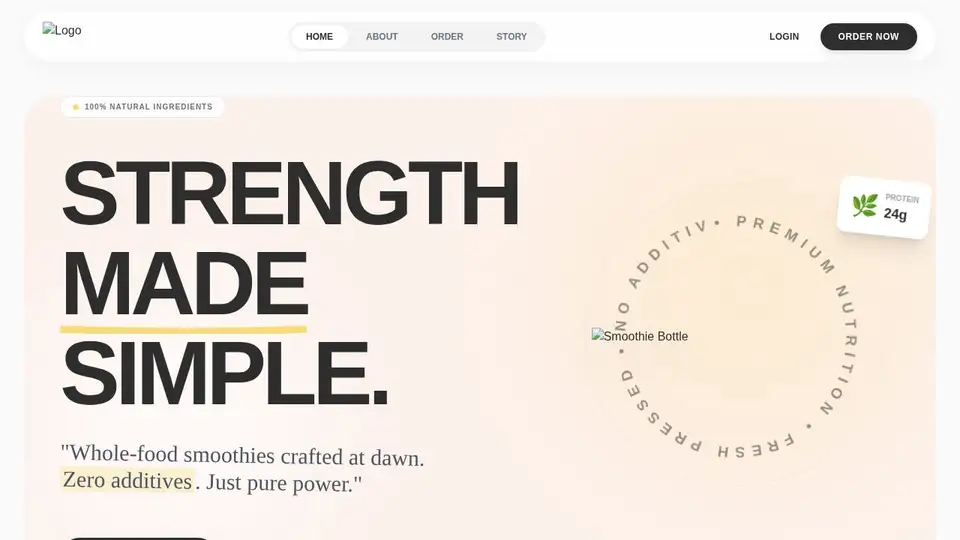 Logo
HOME
ABOUT
ORDER
STORY
LOGIN
ORDER NOW
100% NATURAL INGREDIENTS
STRENGTH
MADE
SIMPLE.
"Whole-food smoothies crafted at dawn.
Zero additives. Just pure power."
PROTEIN
24g
• PREMIUM NUTRITION • FRESH PRESSED • NO ADDITIV
Smoothie Bottle